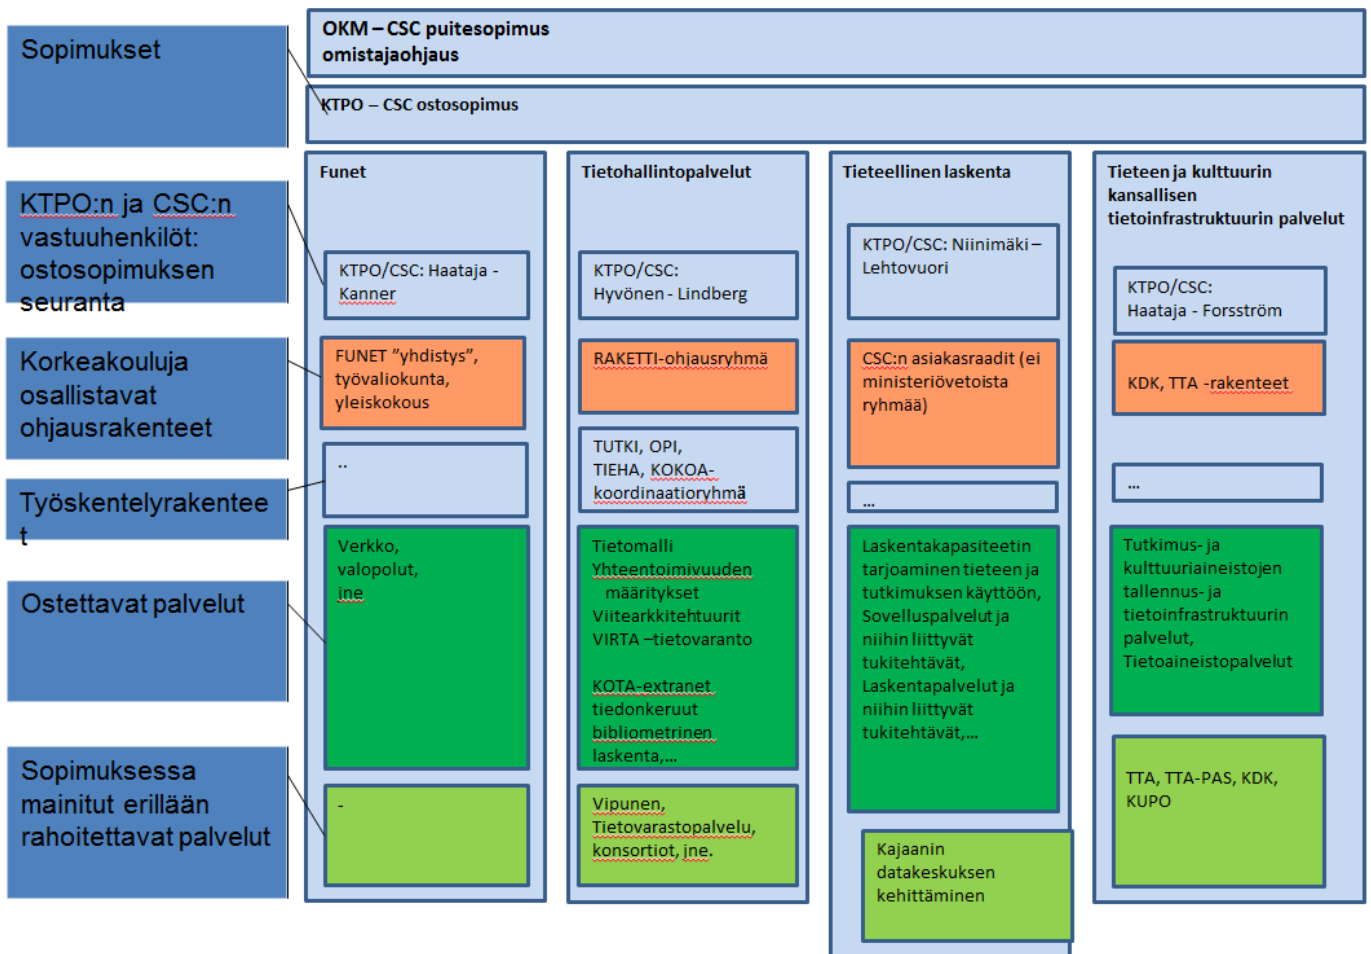 Sopimukset
OKM – CSC puitesopimus
omistajaohjaus
KTPO – CSC ostosopimus
KTPO:n ja CSC:n
vastuuhenkilöt:
ostosopimuksen
seuranta
Korkeakouluja
osallistavat
ohjausrakenteet
Työskentelyrakentee
t
Ostettavat palvelut
Sopimuksessa
mainitut erillään
rahoitettavat palvelut
Funet
KTPO/CSC: Haataja -
Kanner
FUNET ”yhdistys”,
työvaliokunta,
yleiskokous
..
Verkko,
valopolut,
jne
-
Tietohallintopalvelut
KTPO/CSC:
Hyvönen - Lindberg
RAKETTI-ohjausryhmä
TUTKI, OPI,
TIEHA, KOKOA-
koordinaatioryhmä
Tietomalli
Yhteentoimivuuden
määritykset
Viitearkkitehtuurit
VIRTA –tietovaranto
KOTA-extranet
tiedonkeruut
bibliometrinen
laskenta,...
Vipunen,
Tietovarastopalvelu,
konsortiot, jne.
Tieteellinen laskenta
KTPO/CSC: Niinimäki –
Lehtovuori
CSC:n asiakasraadit (ei
ministeriövetoista
ryhmää)
...
Laskentakapasiteetin
tarjoaminen tieteen ja
tutkimuksen käyttöön,
Sovelluspalvelut ja
niihin liittyvät
tukitehtävät,
Laskentapalvelut ja
niihin liittyvät
tukitehtävät,...
Kajaanin
datakeskuksen
kehittäminen
Tieteen ja kulttuurin
kansallisen
tietoinfrastruktuurin palvelut
KTPO/CSC:
Haataja - Forsström
KDK, TTA -rakenteet
...
Tutkimus- ja
kulttuuriaineistojen
tallennus- ja
tietoinfrastruktuurin
palvelut,
Tietoaineistopalvelut
TTA, TTA-PAS, KDK,
KUPO